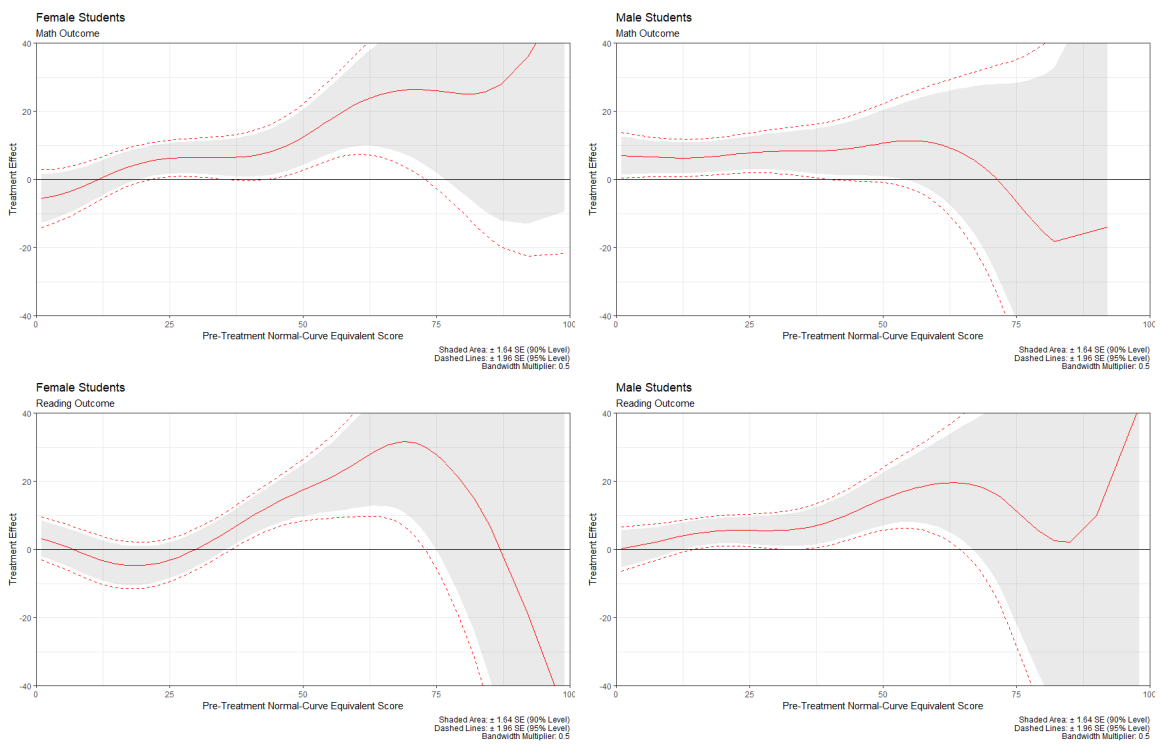 Female Students
Math Outcome
40
20
0
-20
-40
Treatment Effect
0
25
50
75
100
Pre-Treatment Normal-Curve Equivalent Score
Shaded Area: ± 1.64 SE (90% Level)
Dashed Lines: ± 1.96 SE (95% Level)
Bandwidth Multiplier: 0.5
Male Students
Math Outcome
40
20
0
-20
-40
Treatment Effect
0
25
50
75
100
Pre-Treatment Normal-Curve Equivalent Score
Shaded Area: ± 1.64 SE (90% Level)
Dashed Lines: ± 1.96 SE (95% Level)
Bandwidth Multiplier: 0.5
Female Students
Reading Outcome
40
20
0
-20
-40
Treatment Effect
0
25
50
75
100
Pre-Treatment Normal-Curve Equivalent Score
Shaded Area: ± 1.64 SE (90% Level)
Dashed Lines: ± 1.96 SE (95% Level)
Bandwidth Multiplier: 0.5
Male Students
Reading Outcome
40
20
0
-20
-40
Treatment Effect
0
25
50
75
100
Pre-Treatment Normal-Curve Equivalent Score
Shaded Area: ± 1.64 SE (90% Level)
Dashed Lines: ± 1.96 SE (95% Level)
Bandwidth Multiplier: 0.5